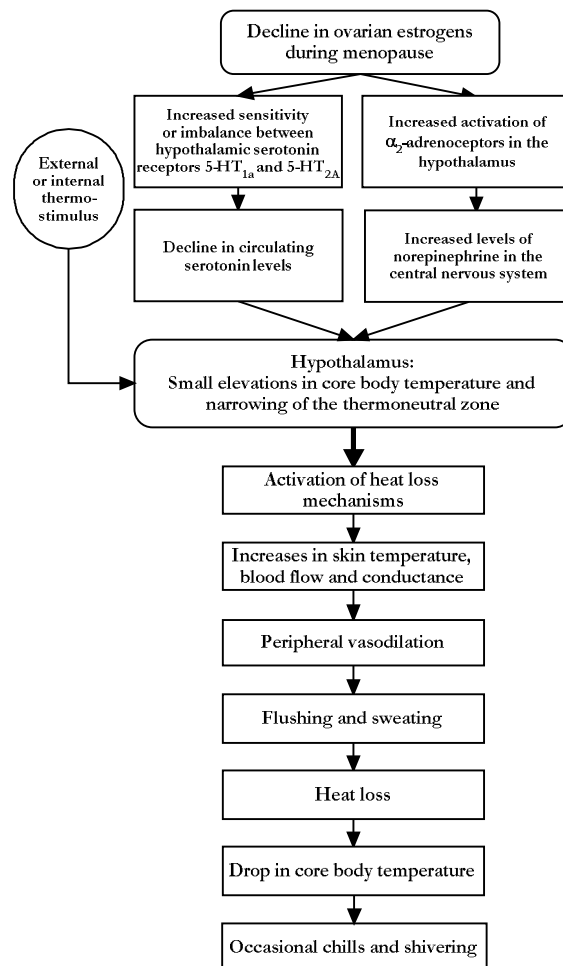 Decline in ovarian estrogens
during menopause
Increased sensitivity
or imbalance between
hypothalamic serotonin
receptors 5-HT1a and 5-HT2A
Increased activation of
α2-adrenoceptors in the
hypothalamus
External
or internal
thermo-
stimulus
Decline in circulating
serotonin levels
Increased levels of
norepinephrine in the
central nervous system
Hypothalamus:
Small elevations in core body temperature and
narrowing of the thermoneutral zone
Activation of heat loss
mechanisms
Increases in skin temperature,
blood flow and conductance
Peripheral vasodilation
Flushing and sweating
Heat loss
Drop in core body temperature
Occasional chills and shivering